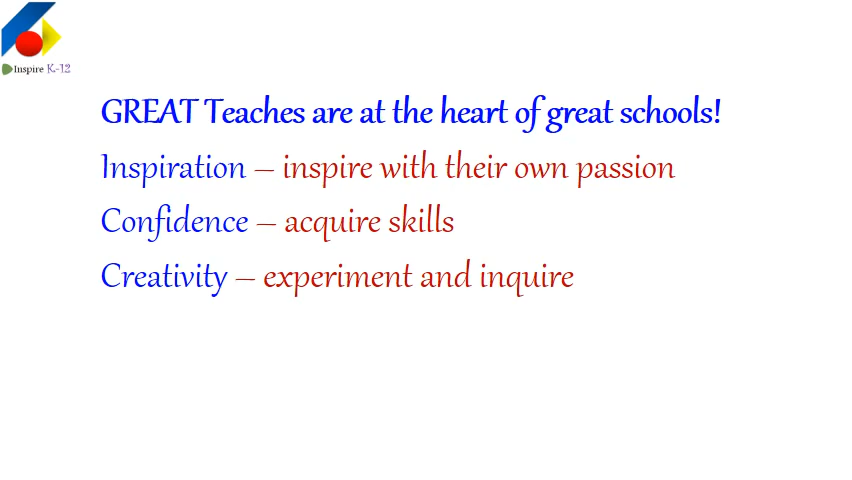 Inspire K-12
GREAT Teaches are at the heart of great schools!
Inspiration – inspire with their own passion
Confidence – acquire skills
Creativity – experiment and inquire